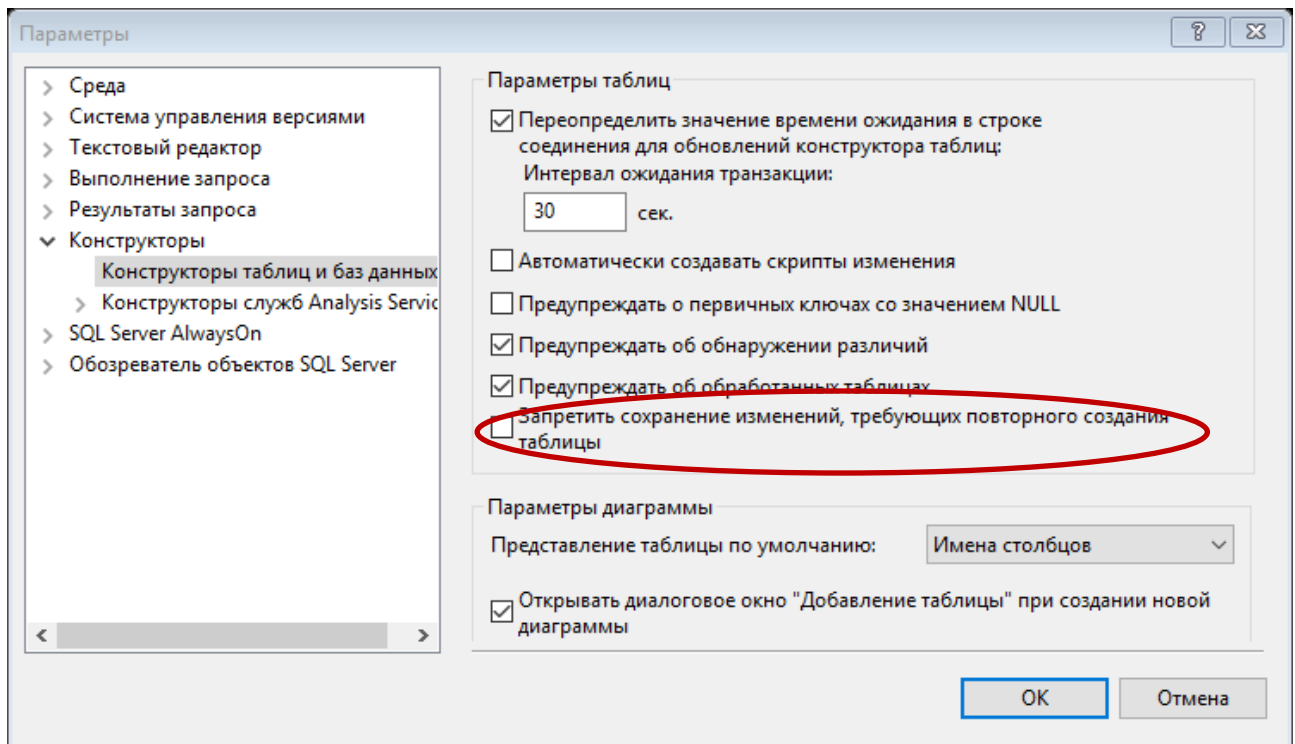 Параметры
Среда
Система управления версиями
Текстовый редактор
Выполнение запроса
Результаты запроса
Конструкторы
Конструкторы таблиц и баз данных
Конструкторы служб Analysis Servic
SQL Server AlwaysOn
Обозреватель объектов SQL Server
Параметры таблиц
Переопределить значение времени ожидания в строке
соединения для обновлений конструктора таблиц:
Интервал ожидания транзакции:
30 сек.
Автоматически создавать скрипты изменения
Предупреждать о первичных ключах со значением NULL
Предупреждать об обнаружении различий
Предупреждать об обработанных таблицах
Запретить сохранение изменений, требующих повторного создания
таблицы
Параметры диаграммы
Представление таблицы по умолчанию: Имена столбцов
Открывать диалоговое окно "Добавление таблицы" при создании новой
диаграммы
ОК Отмена